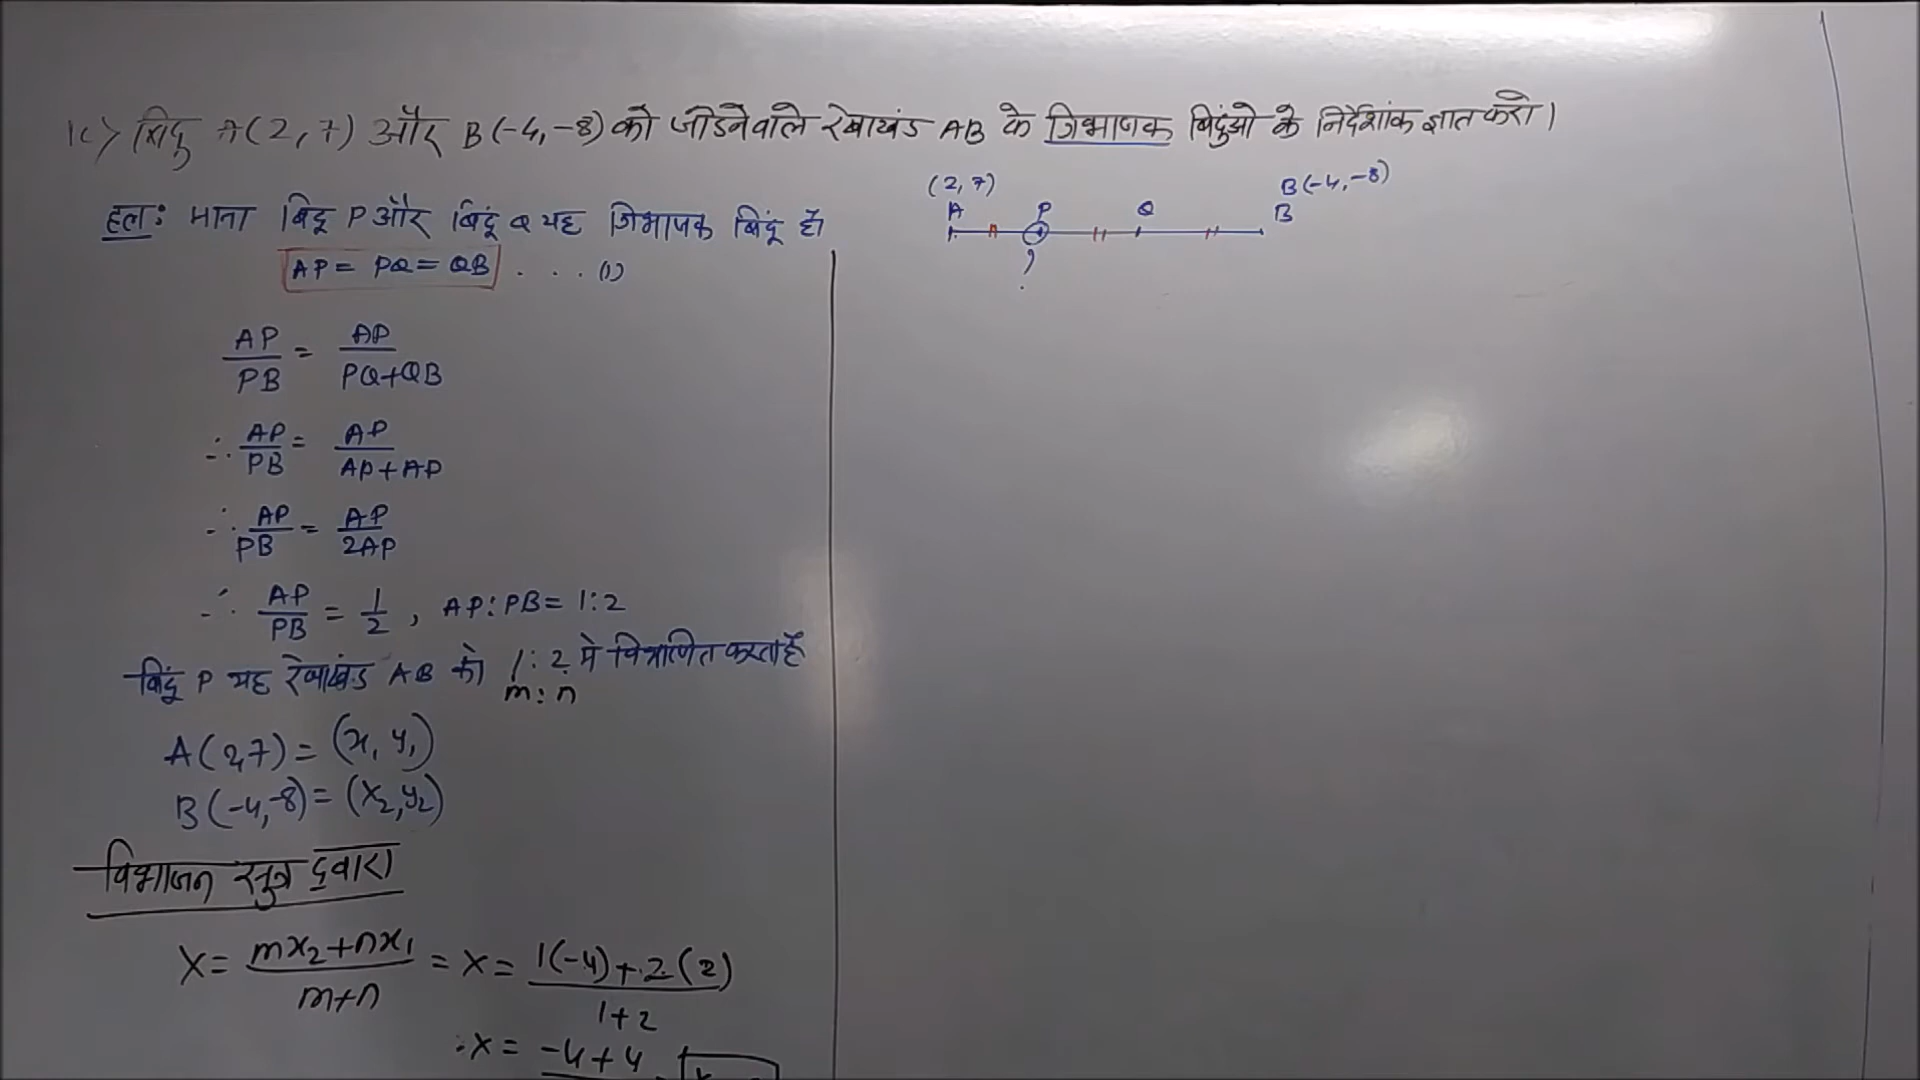 बिंदु A(2,7) और B(-4,-8) को जोडनेवाले रेखाखंड AB के त्रिभाजक बिंदुओ के निर्देशांक ज्ञात करो।
(2,7)
B(-4,-8)
A P Q B
?
हल: माना बिंदू P और बिंदू Q यह त्रिभाजक बिंदू है।
AP = PQ = QB . . . . (1)
AP/PB = AP/PQ+QB
∴ AP/PB = AP/AP+AP
∴ AP/PB = AP/2AP
∴ AP/PB = 1/2 , AP:PB = 1:2
बिंदू P यह रेखाखंड AB को 1:2 मे करता है
m:n
A(2,7) = (x₁ y₁)
B(-4,-8) = (x₂,y₂)
विभाजन सूत्र दवारा
X = mx₂+nx₁/m+n = X = 1(-4)+2(2)/1+2
∴X = -4+4